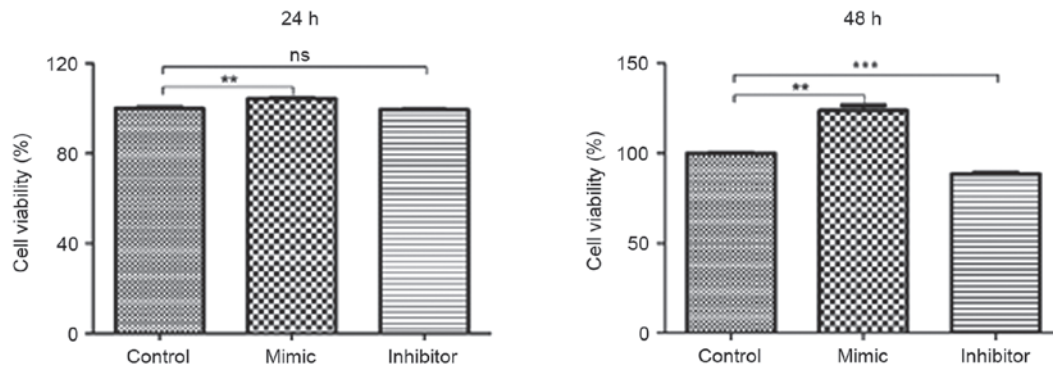 24 h
120
80
40
0
Cell viability (%)
ns
**
Control
Mimic
Inhibitor
48 h
150
100
50
0
Cell viability (%)
***
**
Control
Mimic
Inhibitor